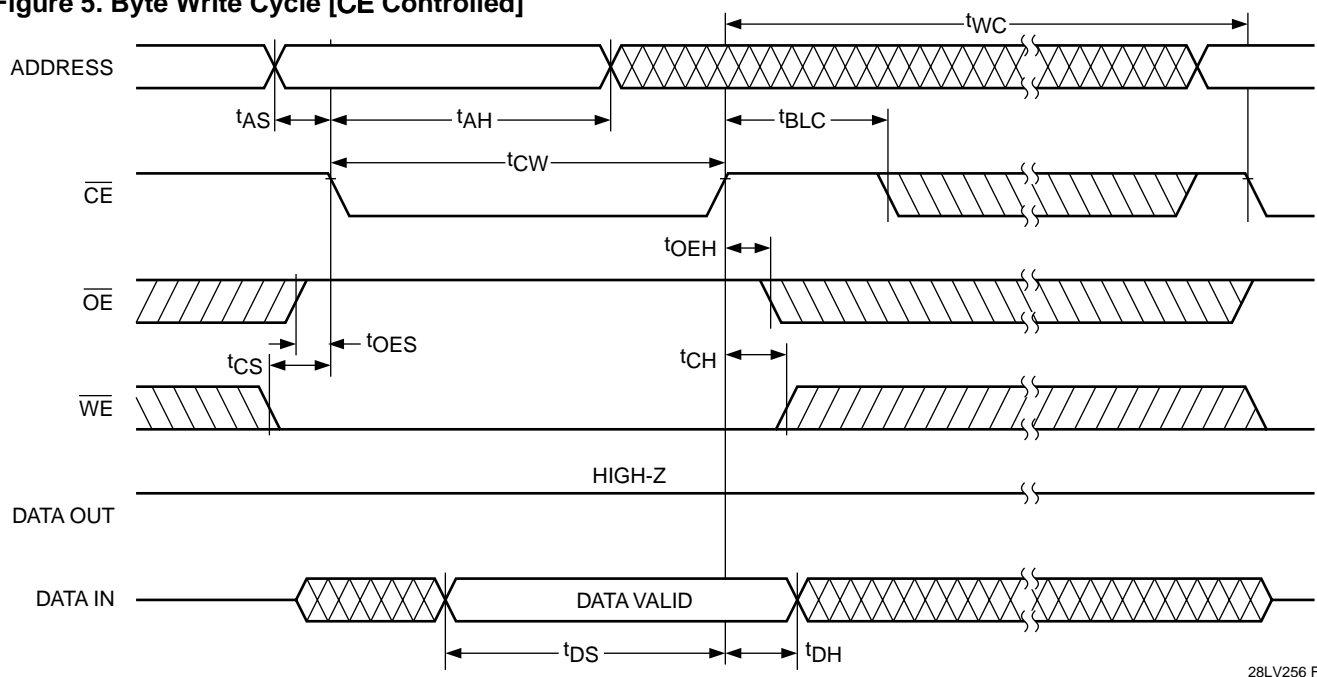 Figure 5. Byte Write Cycle [CE Controlled]
tWC
ADDRESS
tAS
tAH
tBLC
tCW
CE
tOEH
OE
tOES
tCS
tCH
WE
HIGH-Z
DATA OUT
DATA IN
DATA VALID
tDS
tDH
28LV256 F